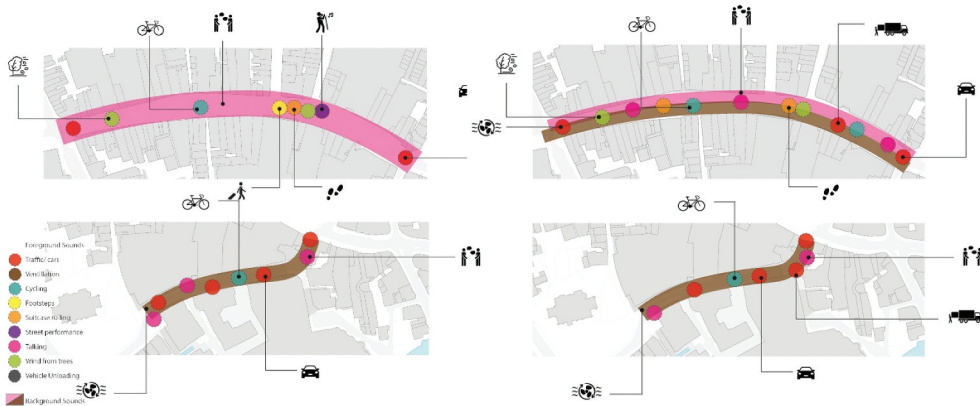 Foreground Sounds
Traffic/ cars
Ventilation
Cycling
Footsteps
Suitcase rolling
Street performance
Talking
Wind from trees
Vehicle Unloading
Background Sounds